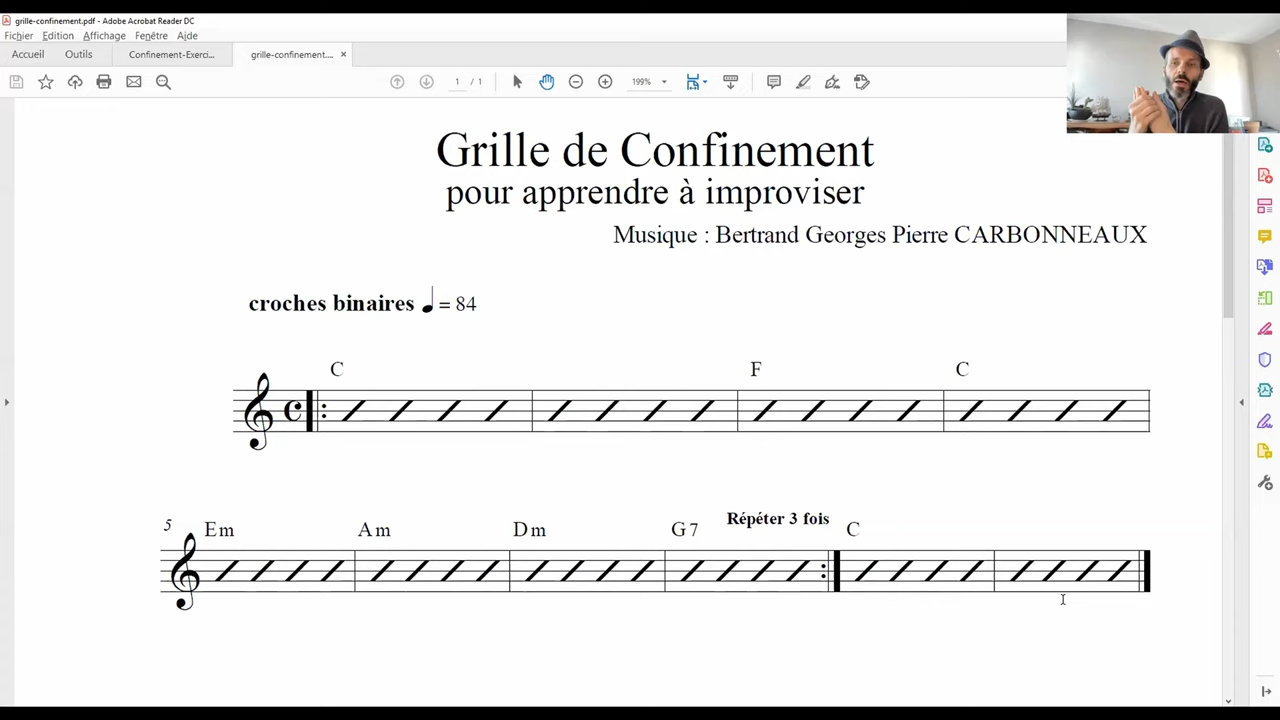 grille-confinement.pdf - Adobe Acrobat Reader DC
Fichier Edition Affichage Fenêtre Aide
Accueil Outils Confinement-Exerci... grille-confinement.... ×
1 / 1 199%
Grille de Confinement
pour apprendre à improviser
Musique : Bertrand Georges Pierre CARBONNEAUX
croches binaires = 84
C F C
5 Em Am Dm G7 Répéter 3 fois C